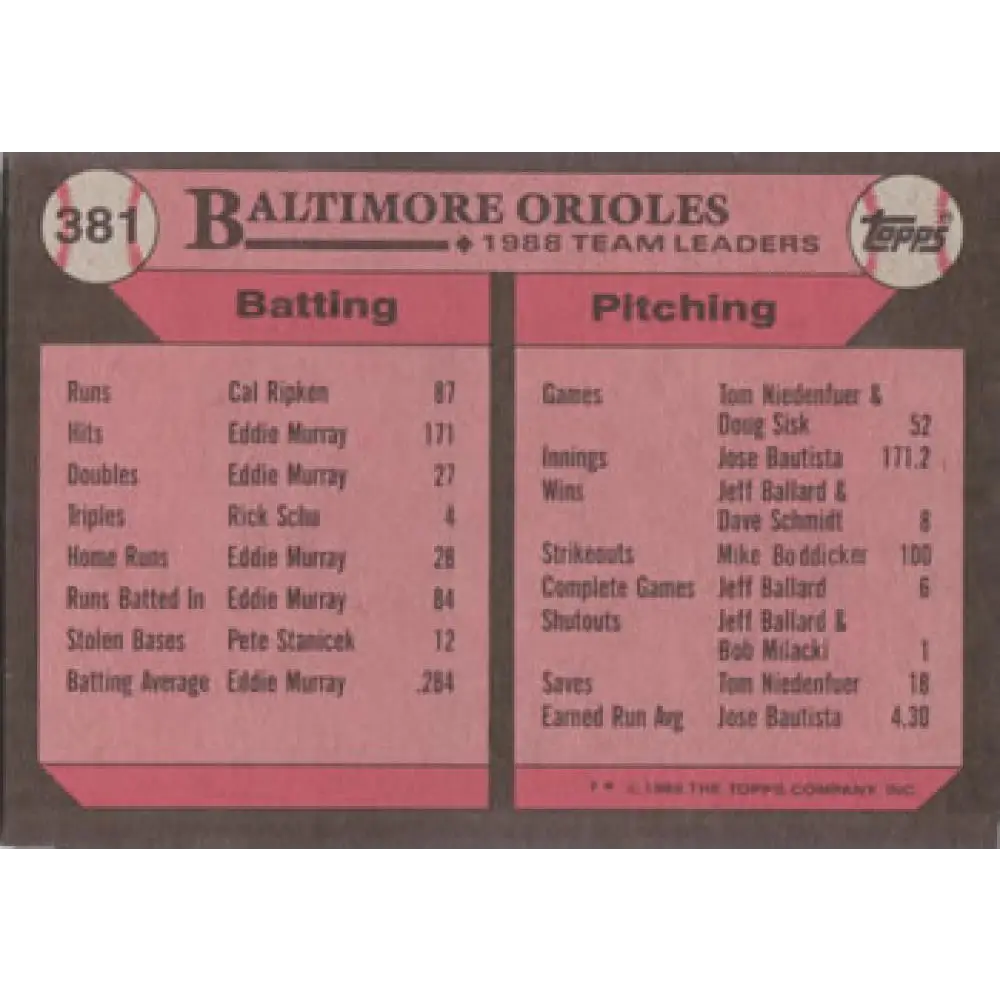 381
BALTIMORE ORIOLES
1988 TEAM LEADERS
Topps®
Batting
Runs Cal Ripken 87
Hits Eddie Murray 171
Doubles Eddie Murray 27
Triples Rick Schu 4
Home Runs Eddie Murray 28
Runs Batted In Eddie Murray 84
Stolen Bases Pete Stanicek 12
Batting Average Eddie Murray .284
Pitching
Games Tom Niedenfuer &
Doug Sisk 52
Innings Jose Bautista 171.2
Wins Jeff Ballard &
Dave Schmidt 8
Strikeouts Mike Boddicker 100
Complete Games Jeff Ballard 6
Shutouts Jeff Ballard &
Bob Milacki 1
Saves Tom Niedenfuer 18
Earned Run Avg Jose Bautista 4.30
© 1989 THE TOPPS COMPANY, INC.